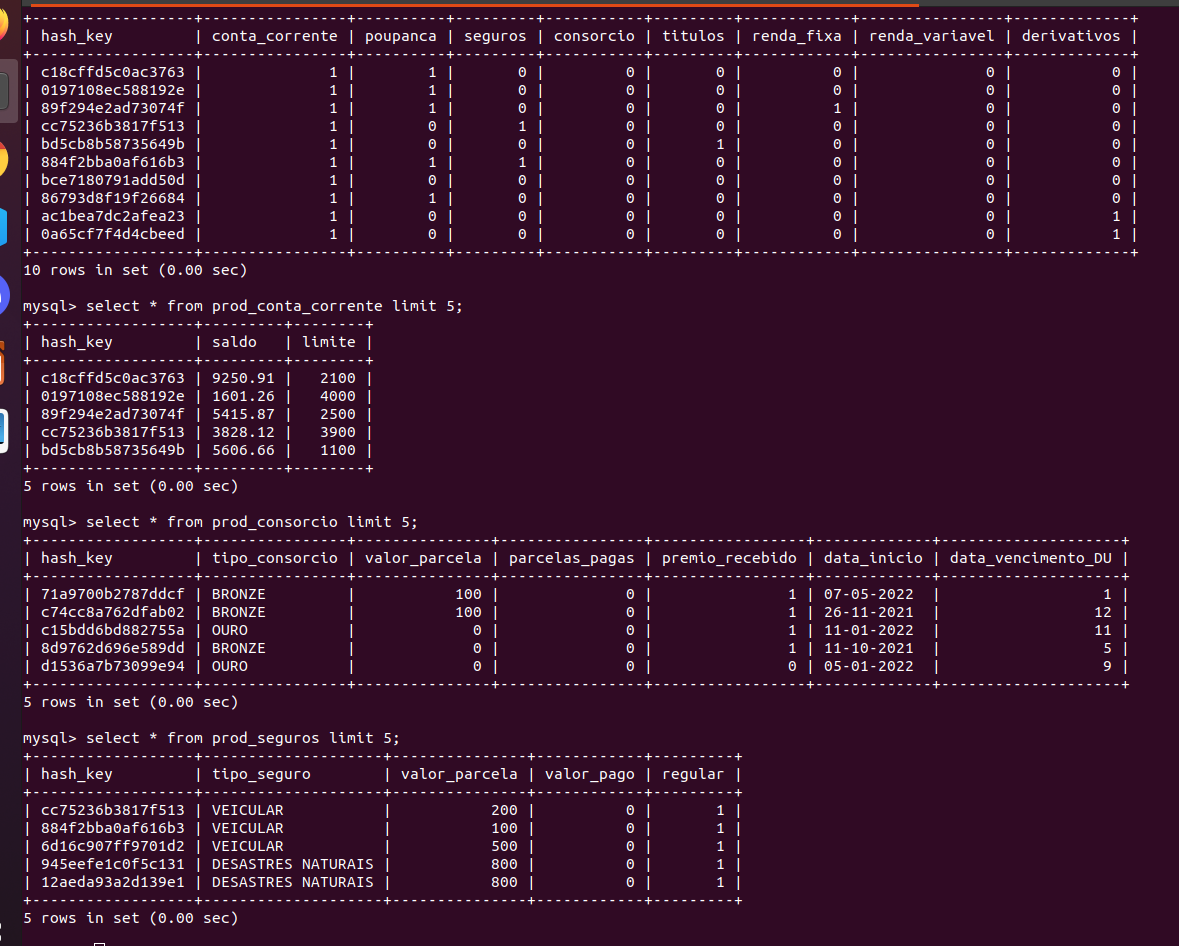 +------------------+----------------+----------+---------+-----------+---------+------------+----------------+-------------+
| hash_key         | conta_corrente | poupanca | seguros | consorcio | titulos | renda_fixa | renda_variavel | derivativos |
+------------------+----------------+----------+---------+-----------+---------+------------+----------------+-------------+
| c18cffd5c0ac3763 |              1 |        1 |       0 |         0 |       0 |          0 |              0 |           0 |
| 0197108ec588192e |              1 |        1 |       0 |         0 |       0 |          0 |              0 |           0 |
| 89f294e2ad73074f |              1 |        1 |       0 |         0 |       0 |          1 |              0 |           0 |
| cc75236b3817f513 |              1 |        0 |       1 |         0 |       0 |          0 |              0 |           0 |
| bd5cb8b58735649b |              1 |        0 |       0 |         0 |       1 |          0 |              0 |           0 |
| 884f2bba0af616b3 |              1 |        1 |       1 |         0 |       0 |          0 |              0 |           0 |
| bce7180791add50d |              1 |        0 |       0 |         0 |       0 |          0 |              0 |           0 |
| 86793d8f19f26684 |              1 |        1 |       0 |         0 |       0 |          0 |              0 |           0 |
| ac1bea7dc2afea23 |              1 |        0 |       0 |         0 |       0 |          0 |              0 |           1 |
| 0a65cf7f4d4cbeed |              1 |        0 |       0 |         0 |       0 |          0 |              0 |           1 |
+------------------+----------------+----------+---------+-----------+---------+------------+----------------+-------------+
10 rows in set (0.00 sec)
mysql> select * from prod_conta_corrente limit 5;
+------------------+---------+--------+
| hash_key         | saldo   | limite |
+------------------+---------+--------+
| c18cffd5c0ac3763 | 9250.91 |   2100 |
| 0197108ec588192e | 1601.26 |   4000 |
| 89f294e2ad73074f | 5415.87 |   2500 |
| cc75236b3817f513 | 3828.12 |   3900 |
| bd5cb8b58735649b | 5606.66 |   1100 |
+------------------+---------+--------+
5 rows in set (0.00 sec)
mysql> select * from prod_consorcio limit 5;
+------------------+----------------+---------------+----------------+-----------------+-------------+--------------------+
| hash_key         | tipo_consorcio | valor_parcela | parcelas_pagas | premio_recebido | data_inicio | data_vencimento_DU |
+------------------+----------------+---------------+----------------+-----------------+-------------+--------------------+
| 71a9700b2787ddcf | BRONZE         |           100 |              0 |               1 | 07-05-2022  |                  1 |
| c74cc8a762dfab02 | BRONZE         |           100 |              0 |               1 | 26-11-2021  |                 12 |
| c15bdd6bd882755a | OURO           |             0 |              0 |               1 | 11-01-2022  |                 11 |
| 8d9762d696e589dd | BRONZE         |             0 |              0 |               1 | 11-10-2021  |                  5 |
| d1536a7b73099e94 | OURO           |             0 |              0 |               0 | 05-01-2022  |                  9 |
+------------------+----------------+---------------+----------------+-----------------+-------------+--------------------+
5 rows in set (0.00 sec)
mysql> select * from prod_seguros limit 5;
+------------------+--------------------+---------------+------------+---------+
| hash_key         | tipo_seguro        | valor_parcela | valor_pago | regular |
+------------------+--------------------+---------------+------------+---------+
| cc75236b3817f513 | VEICULAR           |           200 |          0 |       1 |
| 884f2bba0af616b3 | VEICULAR           |           100 |          0 |       1 |
| 6d16c907ff9701d2 | VEICULAR           |           500 |          0 |       1 |
| 945eefe1c0f5c131 | DESASTRES NATURAIS |           800 |          0 |       1 |
| 12aeda93a2d139e1 | DESASTRES NATURAIS |           800 |          0 |       1 |
+------------------+--------------------+---------------+------------+---------+
5 rows in set (0.00 sec)